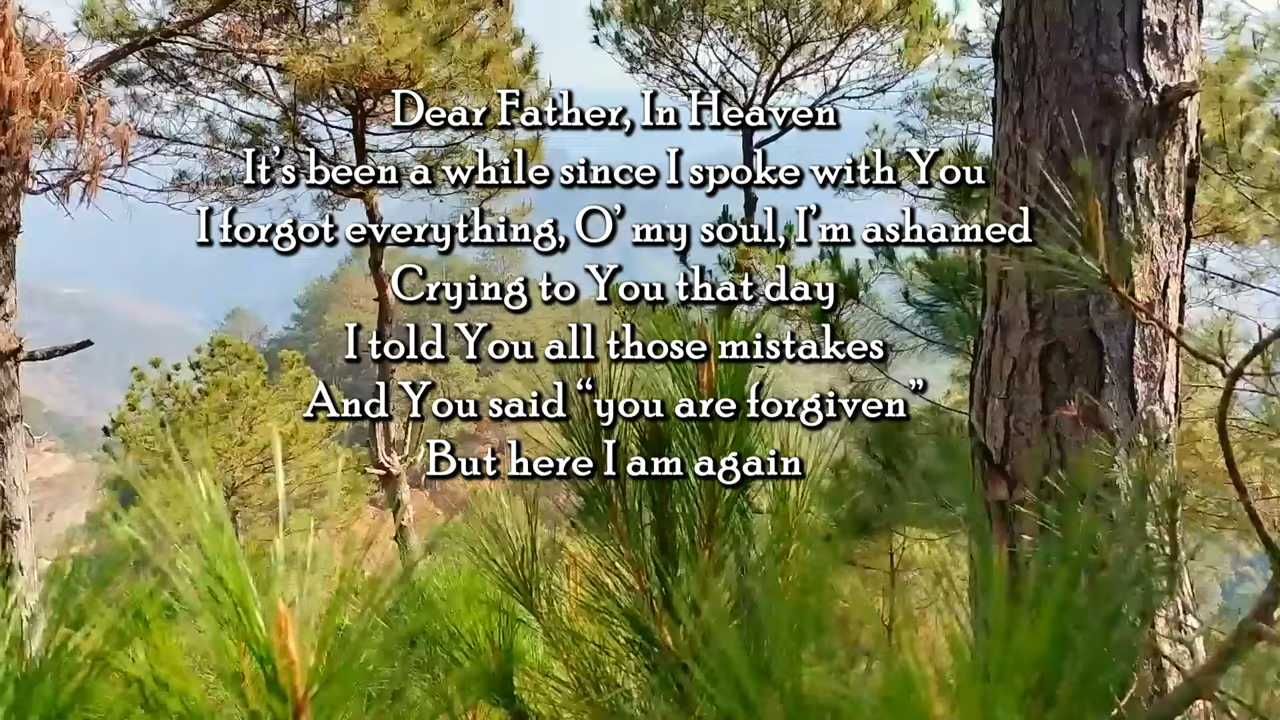 Dear Father, In Heaven
It's been a while since I spoke with You
I forgot everything, O' my soul, I'm ashamed
Crying to You that day
I told You all those mistakes
And You said “you are forgiven”
But here I am again